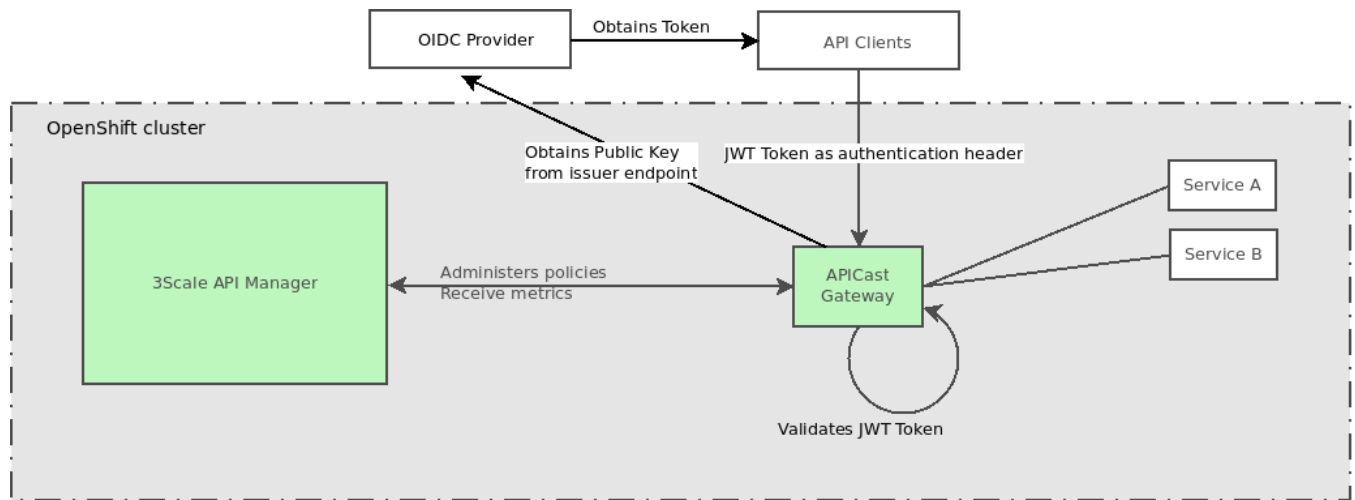 OIDC Provider
Obtains Token
API Clients
OpenShift cluster
Obtains Public Key
from issuer endpoint
JWT Token as authentication header
Service A
Service B
3Scale API Manager
Administers policies
Receive metrics
APICast
Gateway
Validates JWT Token